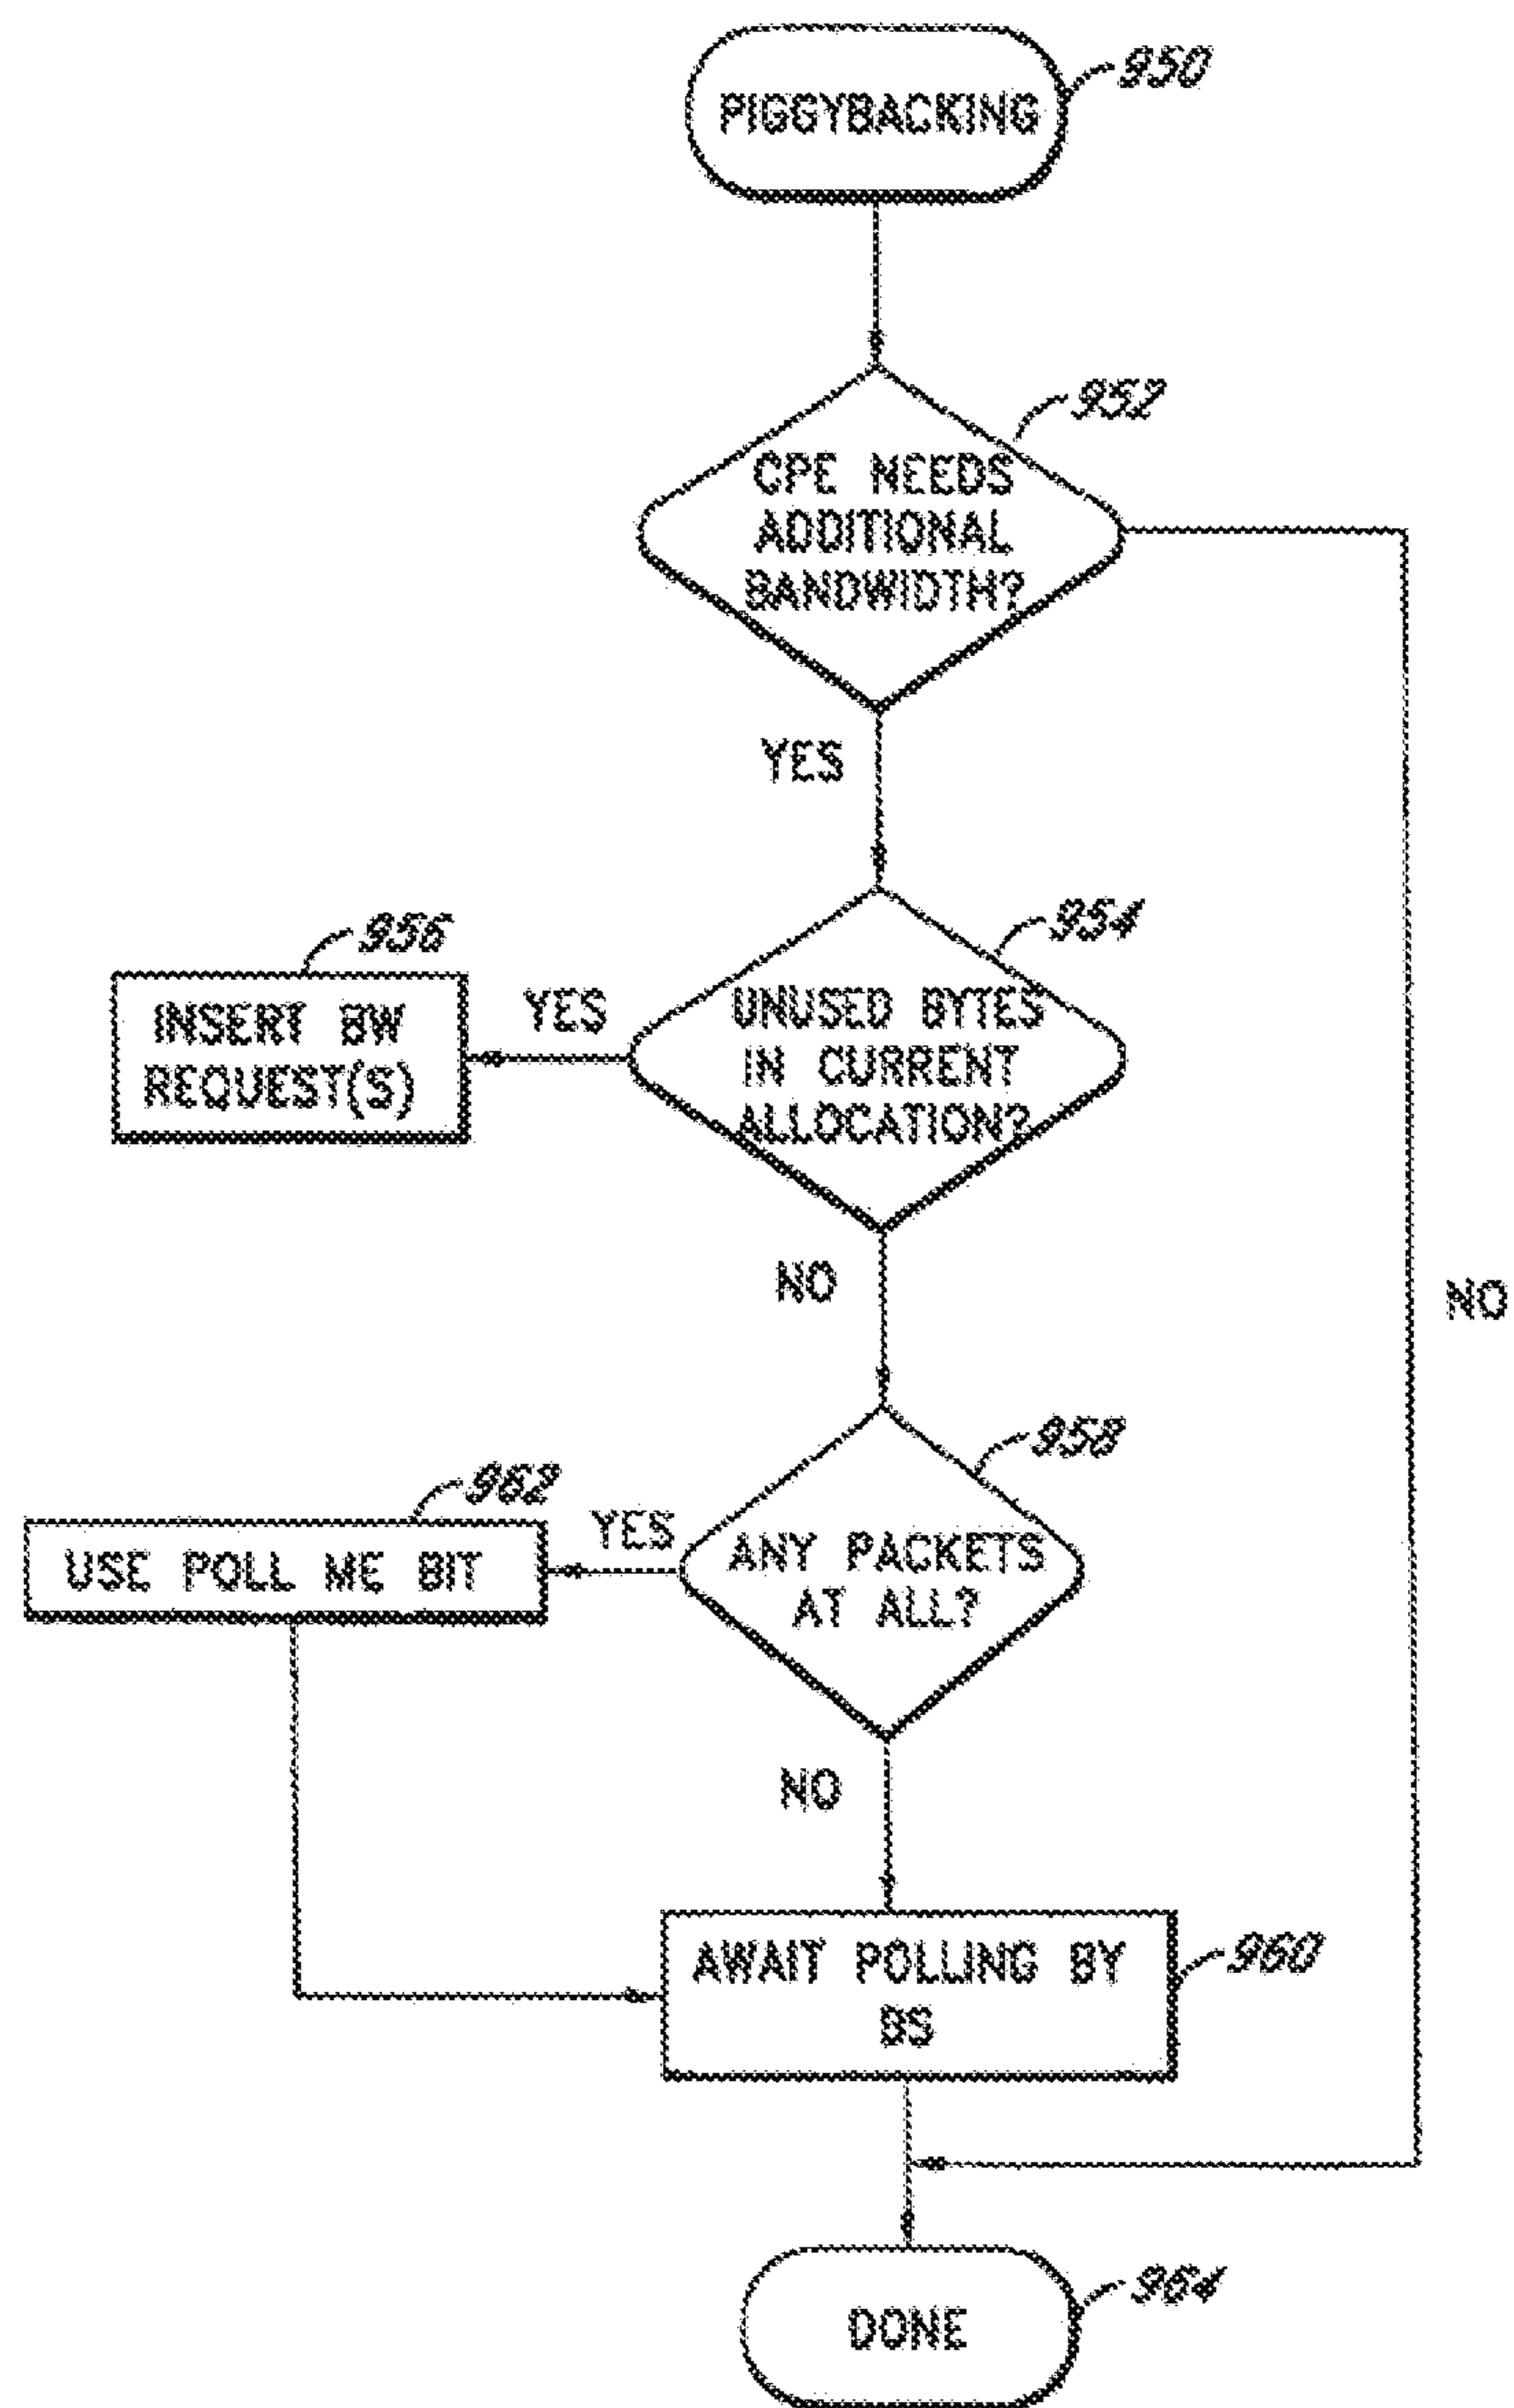 PIGGYBACKING
950
952
CPE NEEDS
ADDITIONAL
BANDWIDTH?
YES
954
956
UNUSED BYTES
IN CURRENT
ALLOCATION?
YES
INSERT BW
REQUEST(S)
NO
NO
958
962
ANY PACKETS
AT ALL?
YES
USE POLL ME BIT
NO
AWAIT POLLING BY
BS
960
964
DONE